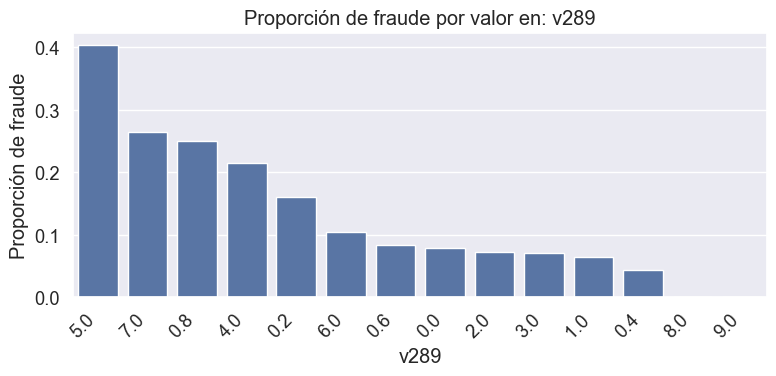 Proporción de fraude por valor en: v289
Proporción de fraude
0.4
0.3
0.2
0.1
0.0
5.0 7.0 0.8 4.0 0.2 6.0 0.6 0.0 2.0 3.0 1.0 0.4 8.0 9.0
v289